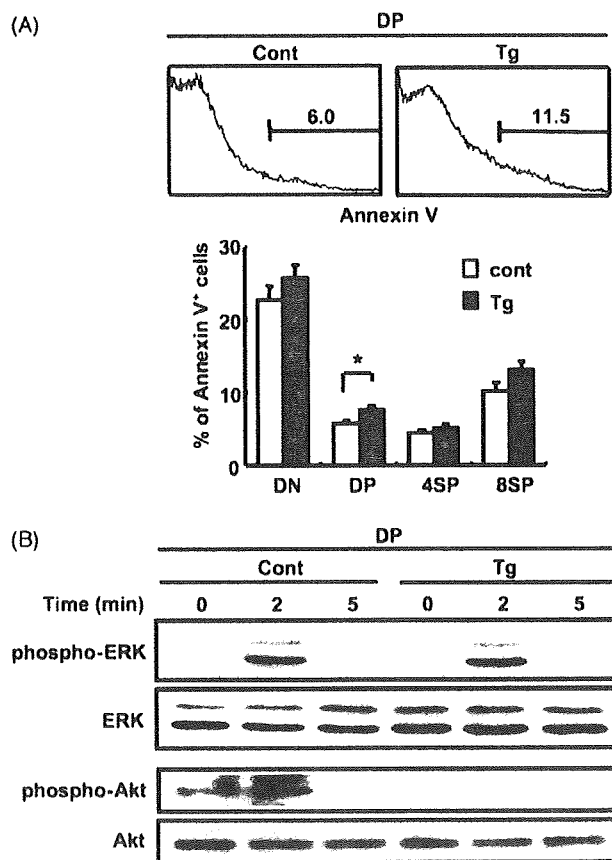 (A)
DP
Cont Tg
6.0 11.5
Annexin V
% of Annexin V⁺ cells
30
20
10
0
cont
Tg
*
DN DP 4SP 8SP
(B)
DP
Cont Tg
Time (min) 0 2 5 0 2 5
phospho-ERK
ERK
phospho-Akt
Akt